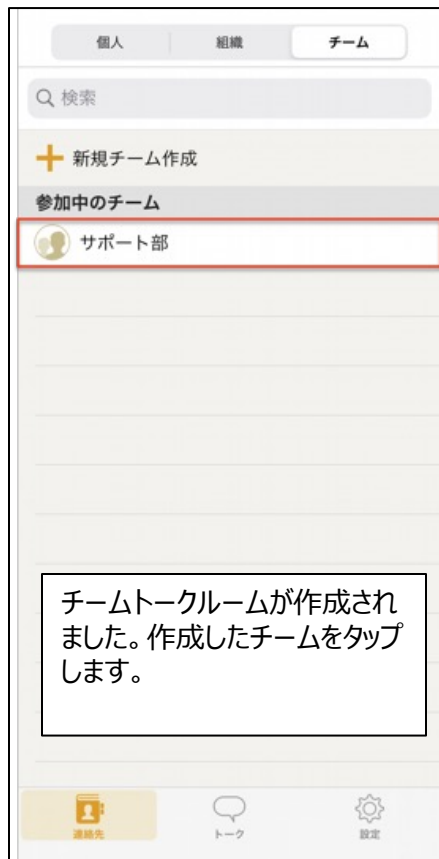 個人 組織 チーム
検索
新規チーム作成
参加中のチーム
サポート部
チームトークルームが作成され
ました。作成したチームをタップ
します。
連絡先 トーク 設定